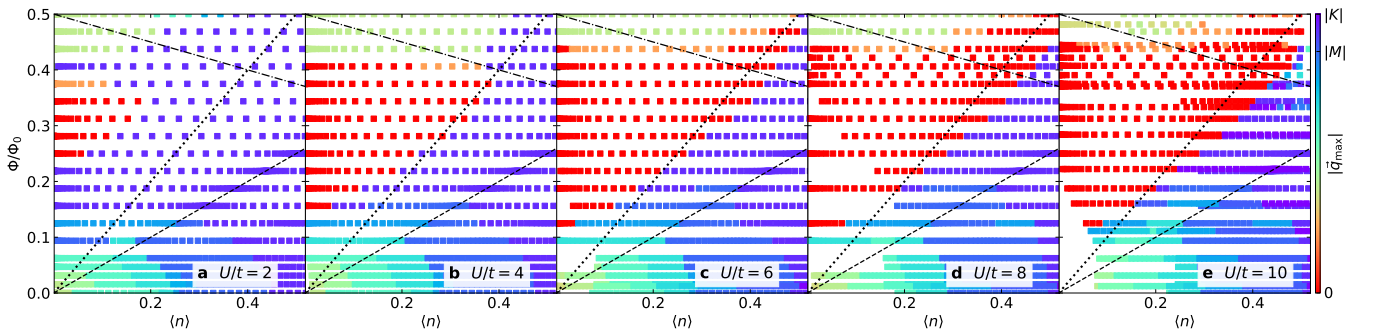 0.5
0.4
0.3
0.2
0.1
0.0
Φ/Φ₀
a U/t = 2
b U/t = 4
c U/t = 6
d U/t = 8
e U/t = 10
0.2 0.4 0.2 0.4 0.2 0.4 0.2 0.4 0.2 0.4
⟨n⟩ ⟨n⟩ ⟨n⟩ ⟨n⟩ ⟨n⟩
|K|
|M|
|q⃗max|
0